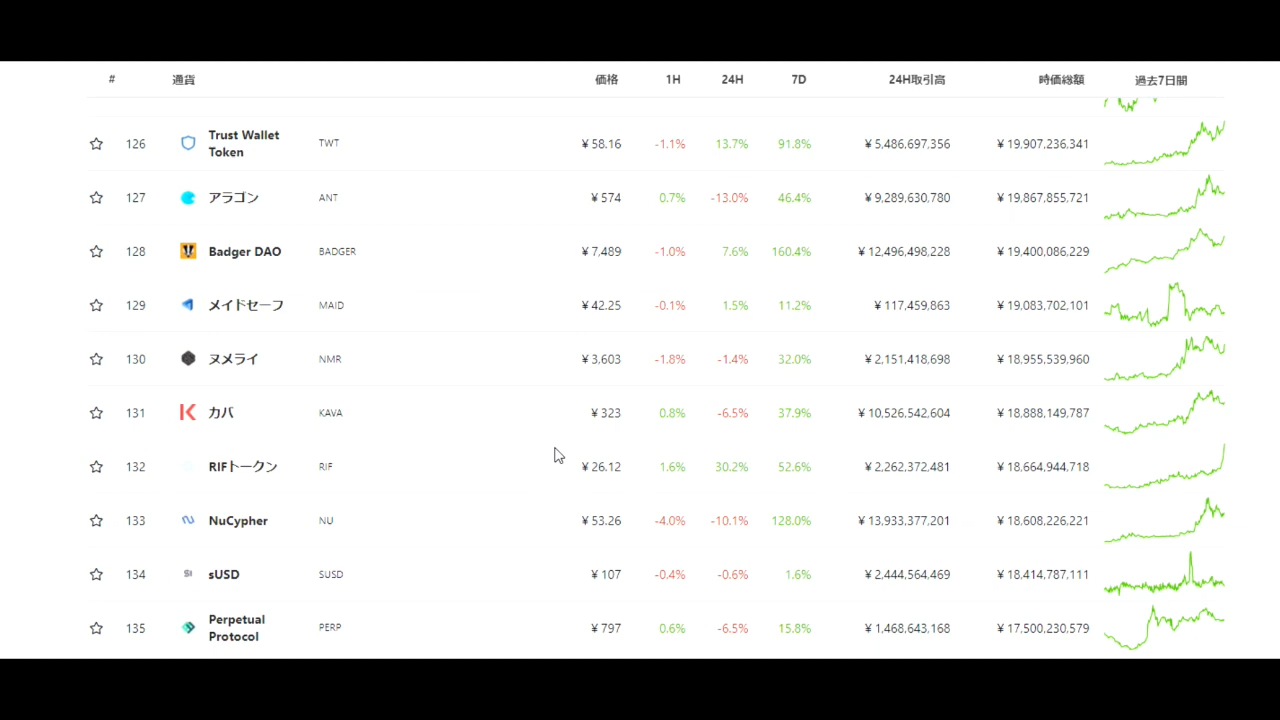 # 通貨 価格 1H 24H 7D 24H取引高 時価総額 過去7日間
126 Trust Wallet Token TWT ¥58.16 -1.1% 13.7% 91.8% ¥5,486,697,356 ¥19,907,236,341
127 アラゴン ANT ¥574 0.7% -13.0% 46.4% ¥9,289,630,780 ¥19,867,855,721
128 Badger DAO BADGER ¥7,489 -1.0% 7.6% 160.4% ¥12,496,498,228 ¥19,400,086,229
129 メイドセーフ MAID ¥42.25 -0.1% 1.5% 11.2% ¥117,459,863 ¥19,083,702,101
130 ヌメライ NMR ¥3,603 -1.8% -1.4% 32.0% ¥2,151,418,698 ¥18,955,539,960
131 カバ KAVA ¥323 0.8% -6.5% 37.9% ¥10,526,542,604 ¥18,888,149,787
132 RIFトークン RIF ¥26.12 1.6% 30.2% 52.6% ¥2,262,372,481 ¥18,664,944,718
133 NuCypher NU ¥53.26 -4.0% -10.1% 128.0% ¥13,933,377,201 ¥18,608,226,221
134 sUSD SUSD ¥107 -0.4% -0.6% 1.6% ¥2,444,564,469 ¥18,414,787,111
135 Perpetual Protocol PERP ¥797 0.6% -6.5% 15.8% ¥1,468,643,168 ¥17,500,230,579